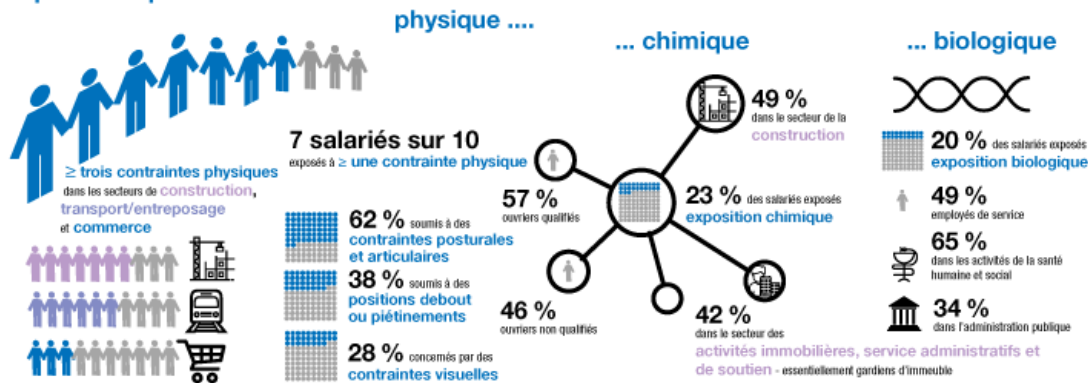 physique ....
7 salariés sur 10
exposés à ≥ une contrainte physique
≥ trois contraintes physiques
dans les secteurs de construction,
transport/entreposage
et commerce
62 % soumis à des
contraintes posturales
et articulaires
38 % soumis à des
positions debout
ou piétinements
28 % concernés par des
contraintes visuelles
... chimique
49 %
dans le secteur de la
construction
57 %
ouvriers qualifiés
23 % des salariés exposés
exposition chimique
46 %
ouvriers non qualifiés
42 %
dans le secteur des
activités immobilières, service administratifs et
de soutien - essentiellement gardiens d'immeuble
... biologique
20 % des salariés exposés
exposition biologique
49 %
employés de service
65 %
dans les activités de la santé
humaine et social
34 %
dans l'administration publique